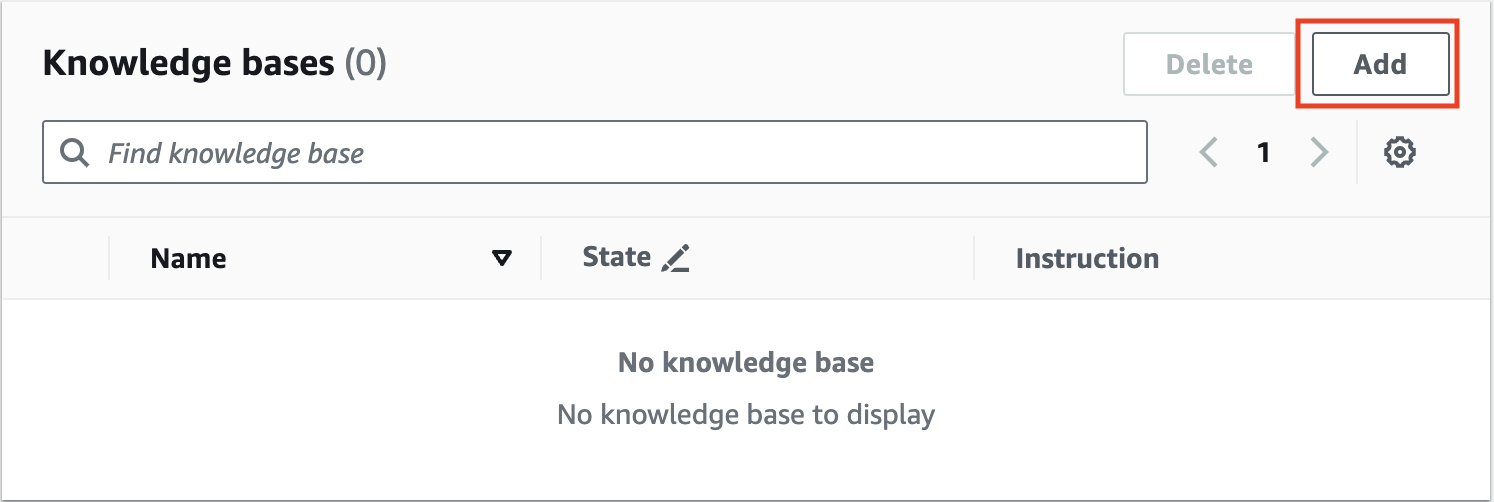 Knowledge bases (0)
Delete
Add
Find knowledge base
1
Name
State
Instruction
No knowledge base
No knowledge base to display